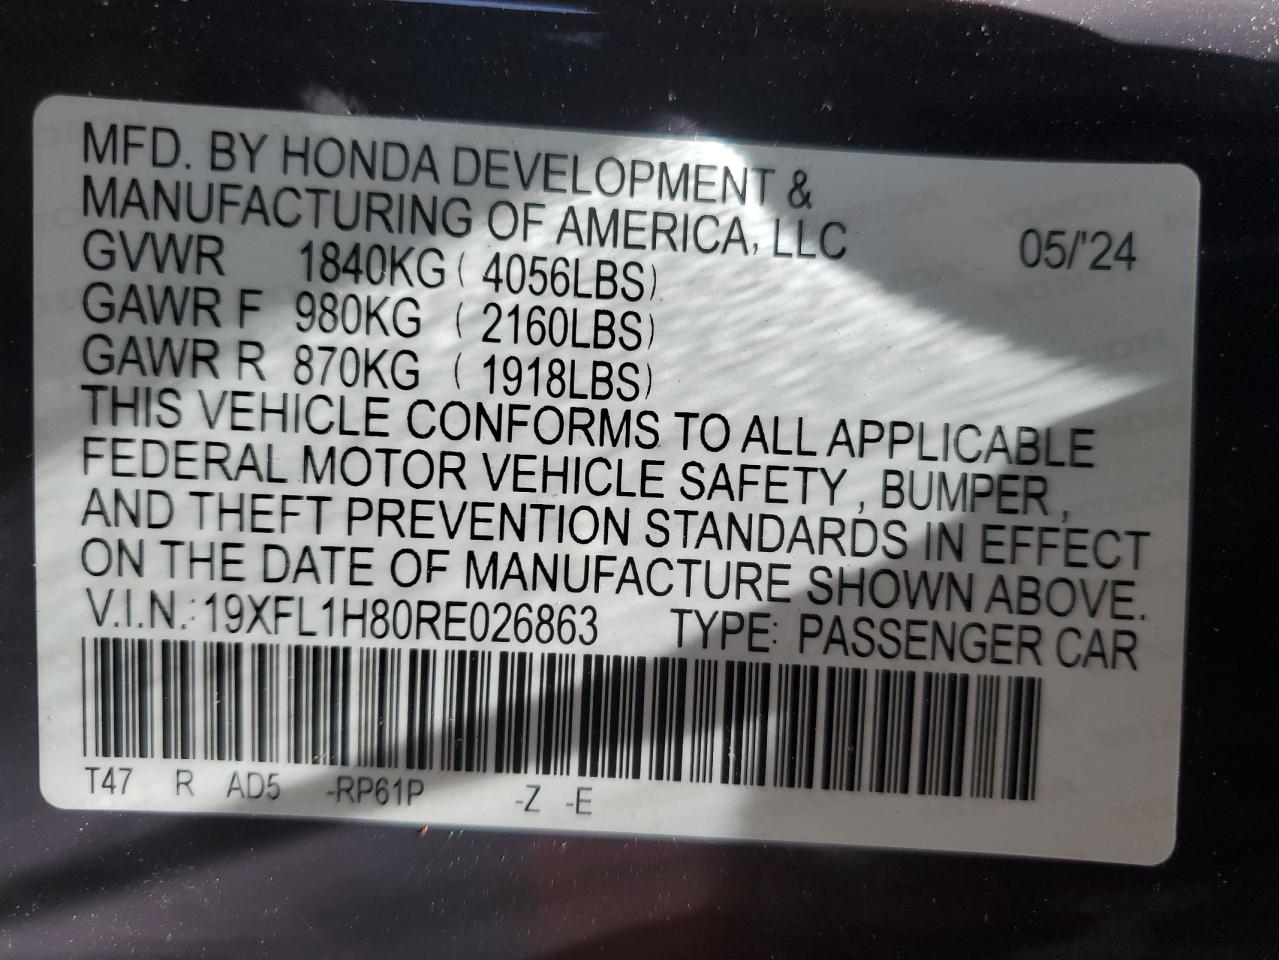 MFD. BY HONDA DEVELOPMENT &
MANUFACTURING OF AMERICA, LLC 05/'24
GVWR 1840KG ( 4056LBS)
GAWR F 980KG ( 2160LBS)
GAWR R 870KG ( 1918LBS)
THIS VEHICLE CONFORMS TO ALL APPLICABLE
FEDERAL MOTOR VEHICLE SAFETY , BUMPER ,
AND THEFT PREVENTION STANDARDS IN EFFECT
ON THE DATE OF MANUFACTURE SHOWN ABOVE.
V.I.N.: 19XFL1H80RE026863 TYPE: PASSENGER CAR
T47 R AD5 -RP61P -Z -E